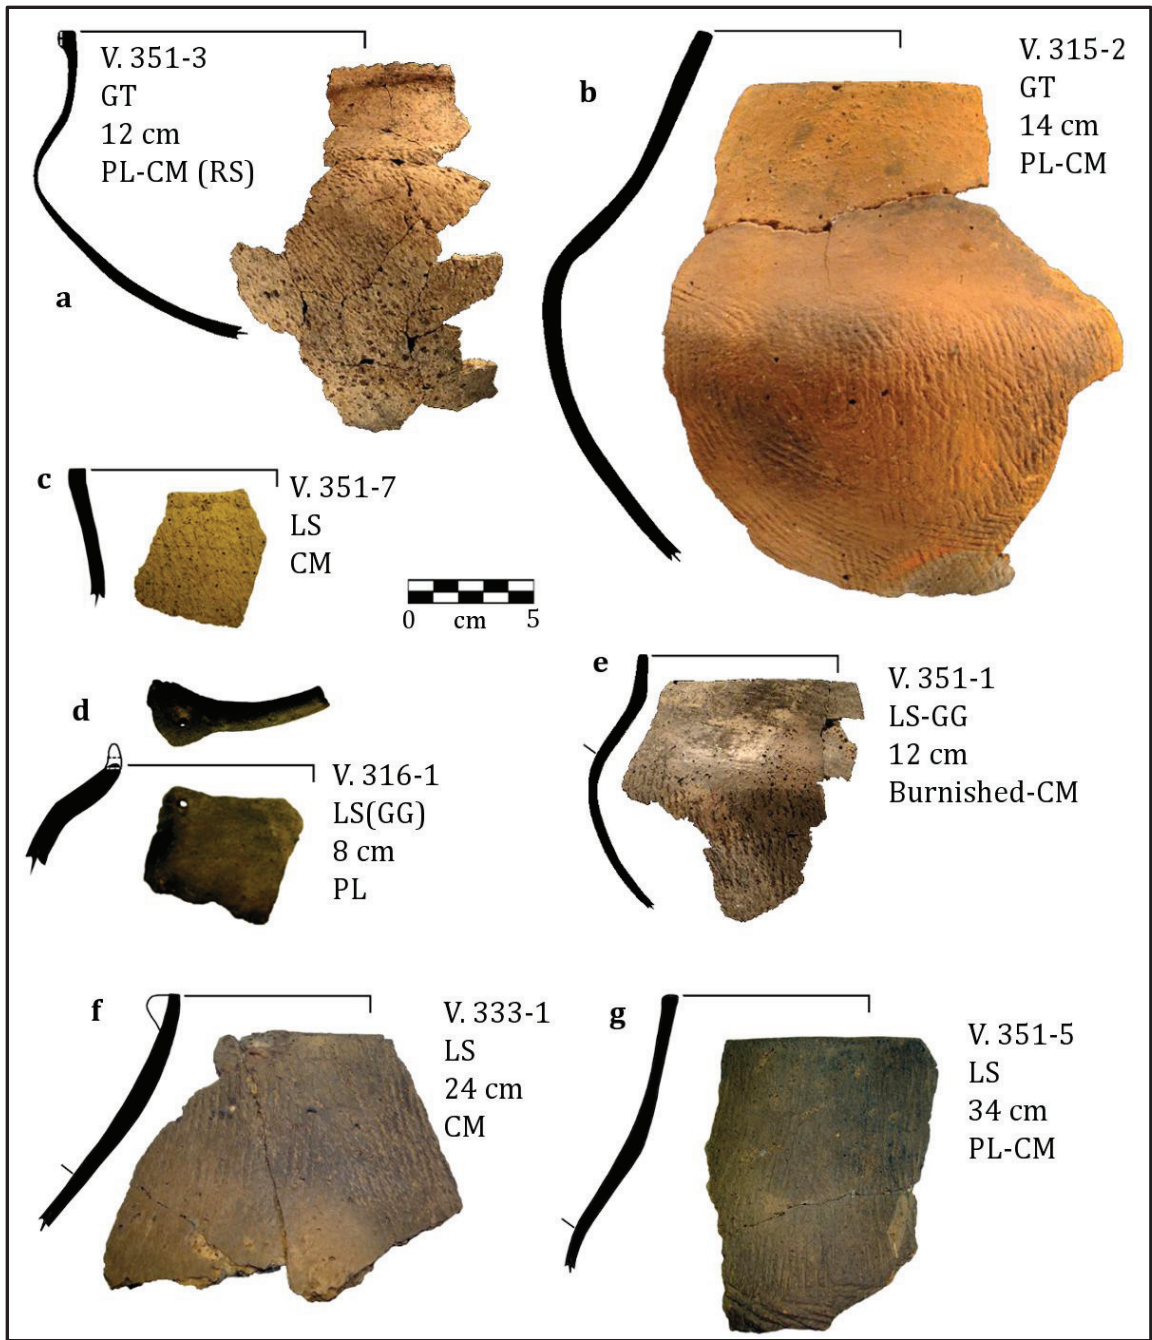 a
V. 351-3
GT
12 cm
PL-CM (RS)
b
V. 315-2
GT
14 cm
PL-CM
c
V. 351-7
LS
CM
0 cm 5
d
V. 316-1
LS(GG)
8 cm
PL
e
V. 351-1
LS-GG
12 cm
Burnished-CM
f
V. 333-1
LS
24 cm
CM
g
V. 351-5
LS
34 cm
PL-CM